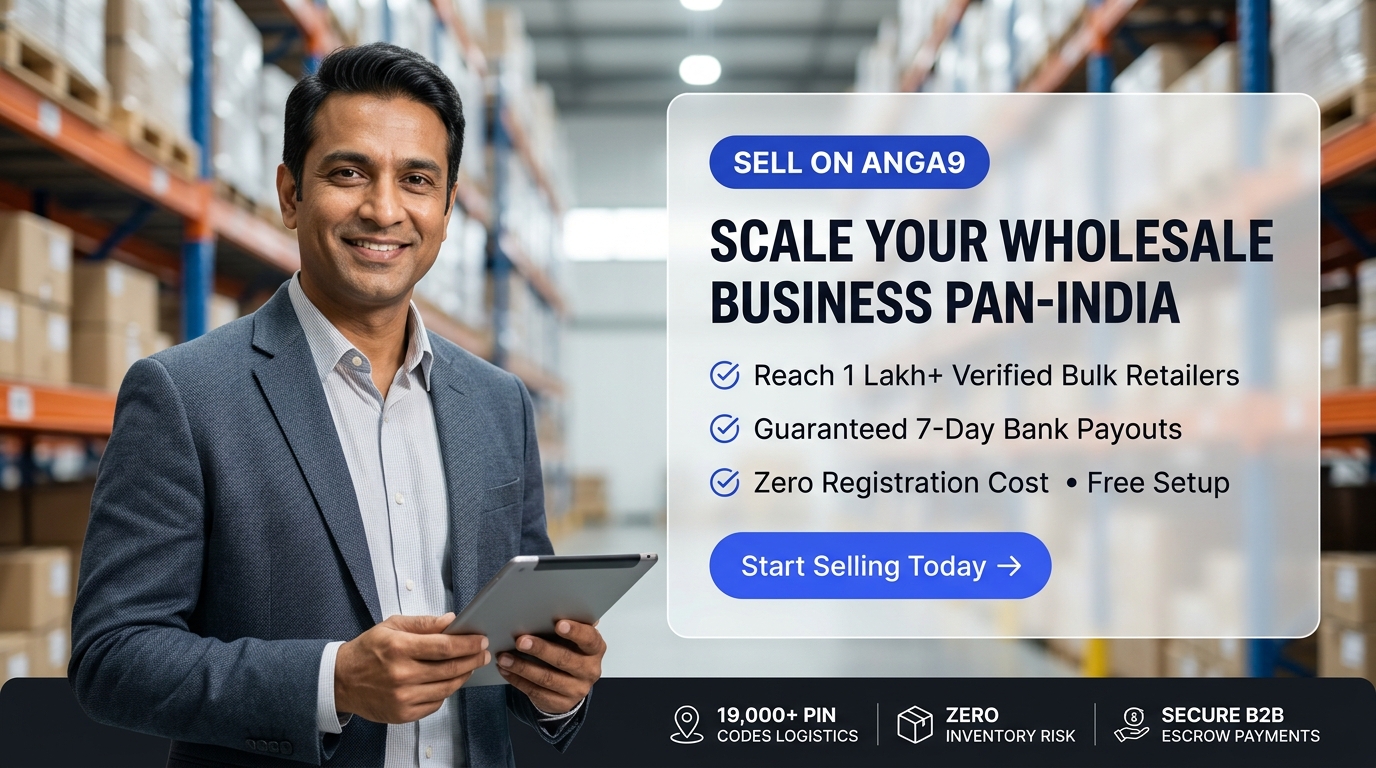 SELL ON ANGA9
SCALE YOUR WHOLESALE
BUSINESS PAN-INDIA
Reach 1 Lakh+ Verified Bulk Retailers
Guaranteed 7-Day Bank Payouts
Zero Registration Cost • Free Setup
Start Selling Today →
19,000+ PIN
CODES LOGISTICS
ZERO
INVENTORY RISK
SECURE B2B
ESCROW PAYMENTS